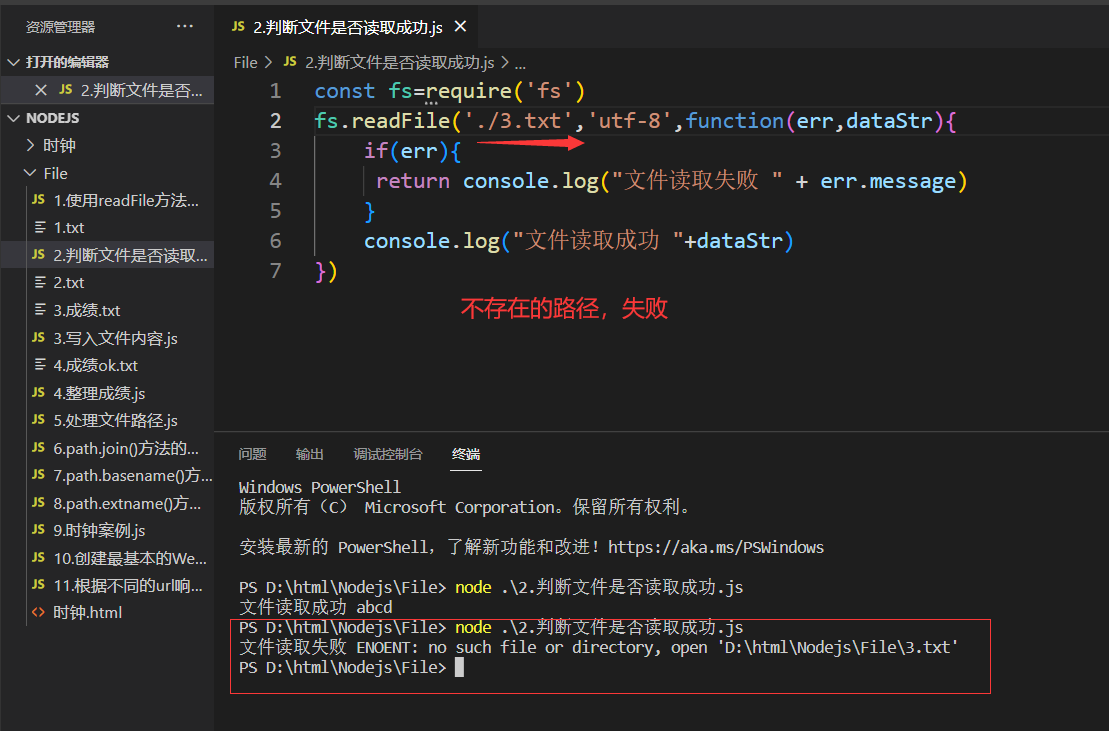 资源管理器 ···
打开的编辑器
JS 2.判断文件是否...
NODEJS
时钟
File
JS 1.使用readFile方法...
1.txt
JS 2.判断文件是否读取...
2.txt
3.成绩.txt
JS 3.写入文件内容.js
4.成绩ok.txt
JS 4.整理成绩.js
JS 5.处理文件路径.js
JS 6.path.join()方法的...
JS 7.path.basename()方...
JS 8.path.extname()方...
JS 9.时钟案例.js
JS 10.创建最基本的We...
JS 11.根据不同的url响...
<> 时钟.html
JS 2.判断文件是否读取成功.js
File > JS 2.判断文件是否读取成功.js > ...
1 const fs=require('fs')
2 fs.readFile('./3.txt','utf-8',function(err,dataStr){
3 if(err){
4 return console.log("文件读取失败 " + err.message)
5 }
6 console.log("文件读取成功 "+dataStr)
7 })
不存在的路径，失败
问题 输出 调试控制台 终端
Windows PowerShell
版权所有（C） Microsoft Corporation。保留所有权利。
安装最新的 PowerShell，了解新功能和改进！https://aka.ms/PSWindows
PS D:\html\Nodejs\File> node .\2.判断文件是否读取成功.js
文件读取成功 abcd
PS D:\html\Nodejs\File> node .\2.判断文件是否读取成功.js
文件读取失败 ENOENT: no such file or directory, open 'D:\html\Nodejs\File\3.txt'
PS D:\html\Nodejs\File>